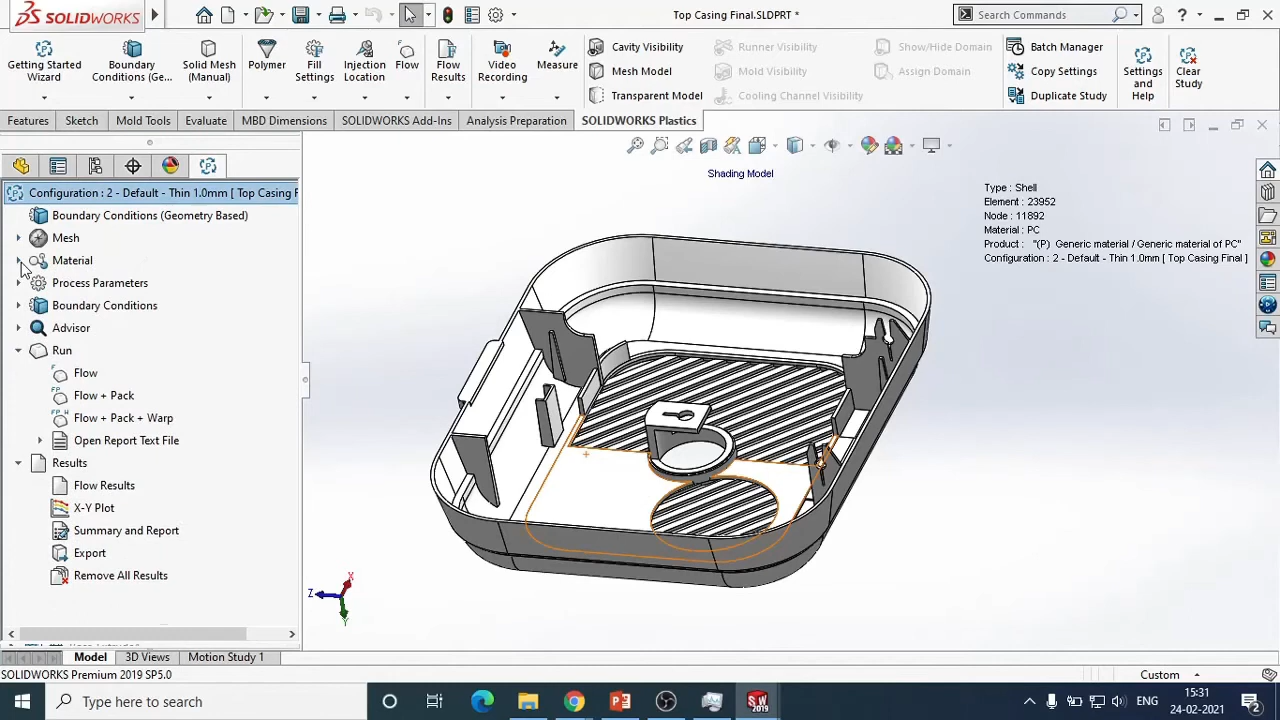 SOLIDWORKS
Top Casing Final.SLDPRT *
Search Commands
Getting Started Wizard
Boundary Conditions (Ge...
Solid Mesh (Manual)
Polymer
Fill Settings
Injection Location
Flow
Flow Results
Video Recording
Measure
Cavity Visibility
Mesh Model
Transparent Model
Runner Visibility
Mold Visibility
Cooling Channel Visibility
Show/Hide Domain
Assign Domain
Batch Manager
Copy Settings
Duplicate Study
Settings and Help
Clear Study
Features
Sketch
Mold Tools
Evaluate
MBD Dimensions
SOLIDWORKS Add-Ins
Analysis Preparation
SOLIDWORKS Plastics
Configuration : 2 - Default - Thin 1.0mm [ Top Casing F
Boundary Conditions (Geometry Based)
Mesh
Material
Process Parameters
Boundary Conditions
Advisor
Run
Flow
Flow + Pack
Flow + Pack + Warp
Open Report Text File
Results
Flow Results
X-Y Plot
Summary and Report
Export
Remove All Results
Shading Model
Type : Shell
Element : 23952
Node : 11892
Material : PC
Product : "(P) Generic material / Generic material of PC"
Configuration : 2 - Default - Thin 1.0mm [ Top Casing Final ]
X
Z
Y
Model
3D Views
Motion Study 1
SOLIDWORKS Premium 2019 SP5.0
Custom
Type here to search
ENG
15:31
24-02-2021
2